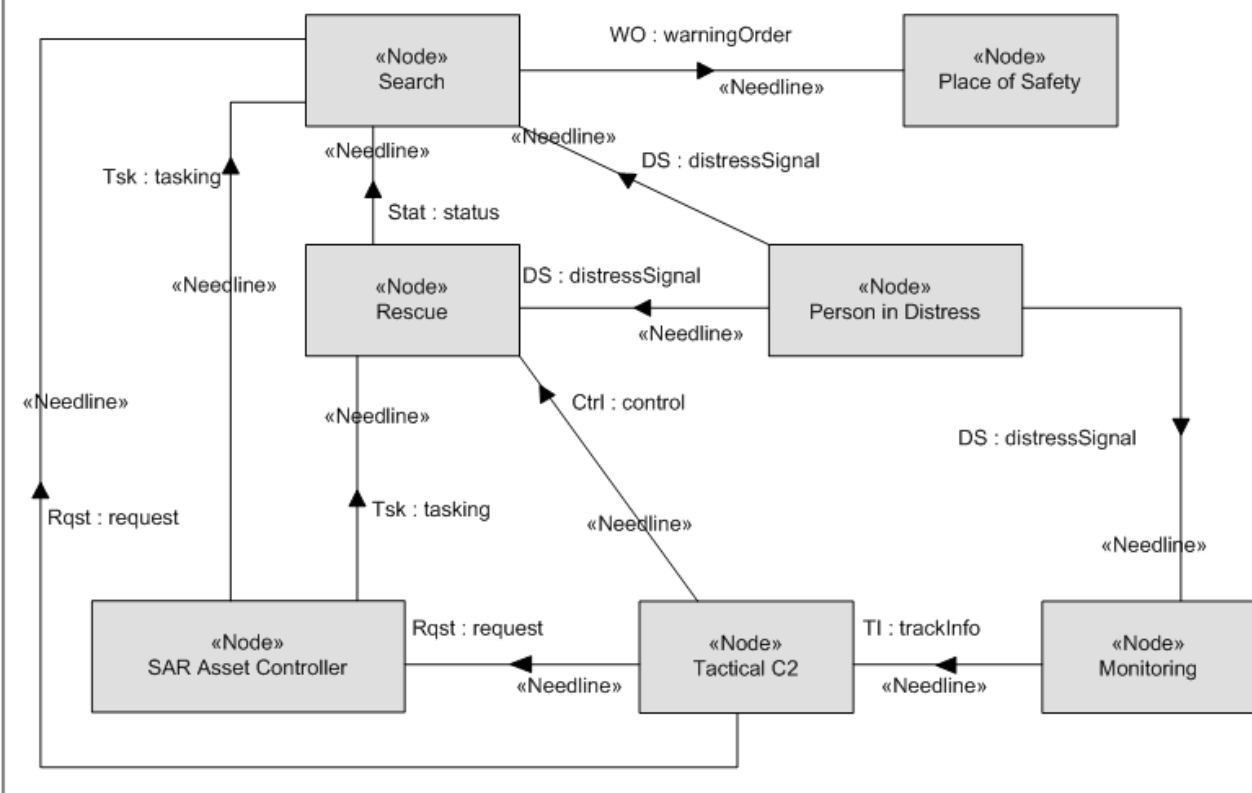 «Node»
Search
WO : warningOrder
«Needline»
«Node»
Place of Safety
«Needline»
«Needline»
DS : distressSignal
Tsk : tasking
Stat : status
«Needline»
«Node»
Rescue
DS : distressSignal
«Needline»
«Node»
Person in Distress
«Needline»
«Needline»
Ctrl : control
DS : distressSignal
Rqst : request
Tsk : tasking
«Needline»
«Needline»
«Node»
SAR Asset Controller
Rqst : request
«Needline»
«Node»
Tactical C2
TI : trackInfo
«Needline»
«Node»
Monitoring